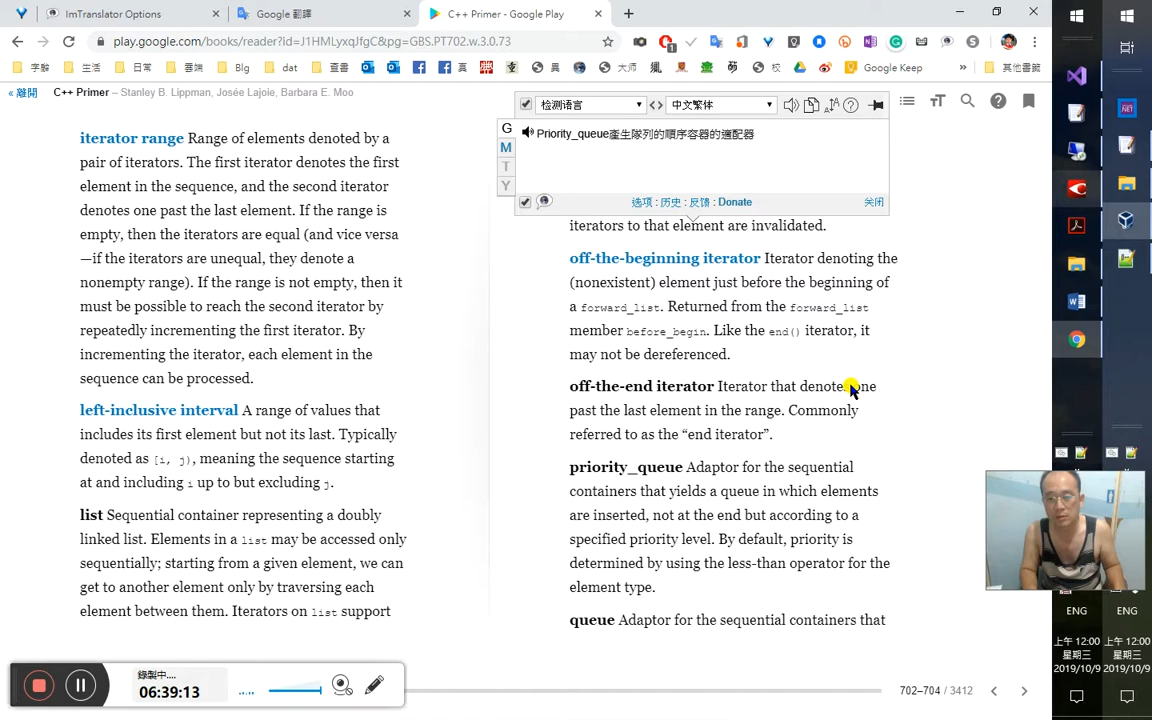 ImTranslator Options
Google 翻譯
C++ Primer - Google Play
play.google.com/books/reader?id=J1HMLyxqJfgC&pg=GBS.PT702.w.3.0.73
字辭
生活
日常
雲端
Blg
dat
查書
真
異
大师
校
Google Keep
其他書籤
« 離開
C++ Primer – Stanley B. Lippman, Josée Lajoie, Barbara E. Moo
iterator range Range of elements denoted by a
pair of iterators. The first iterator denotes the first
element in the sequence, and the second iterator
denotes one past the last element. If the range is
empty, then the iterators are equal (and vice versa
—if the iterators are unequal, they denote a
nonempty range). If the range is not empty, then it
must be possible to reach the second iterator by
repeatedly incrementing the first iterator. By
incrementing the iterator, each element in the
sequence can be processed.
left-inclusive interval A range of values that
includes its first element but not its last. Typically
denoted as [i, j), meaning the sequence starting
at and including i up to but excluding j.
list Sequential container representing a doubly
linked list. Elements in a list may be accessed only
sequentially; starting from a given element, we can
get to another element only by traversing each
element between them. Iterators on list support
检测语言
中文繁体
G
M
T
Y
Priority_queue產生隊列的順序容器的適配器
选项 : 历史 : 反馈 : Donate
关闭
iterators to that element are invalidated.
off-the-beginning iterator Iterator denoting the
(nonexistent) element just before the beginning of
a forward_list. Returned from the forward_list
member before_begin. Like the end() iterator, it
may not be dereferenced.
off-the-end iterator Iterator that denotes one
past the last element in the range. Commonly
referred to as the “end iterator”.
priority_queue Adaptor for the sequential
containers that yields a queue in which elements
are inserted, not at the end but according to a
specified priority level. By default, priority is
determined by using the less-than operator for the
element type.
queue Adaptor for the sequential containers that
702–704 / 3412
錄製中....
06:39:13
ENG
上午 12:00
星期三
2019/10/9
ENG
上午 12:00
星期三
2019/10/9